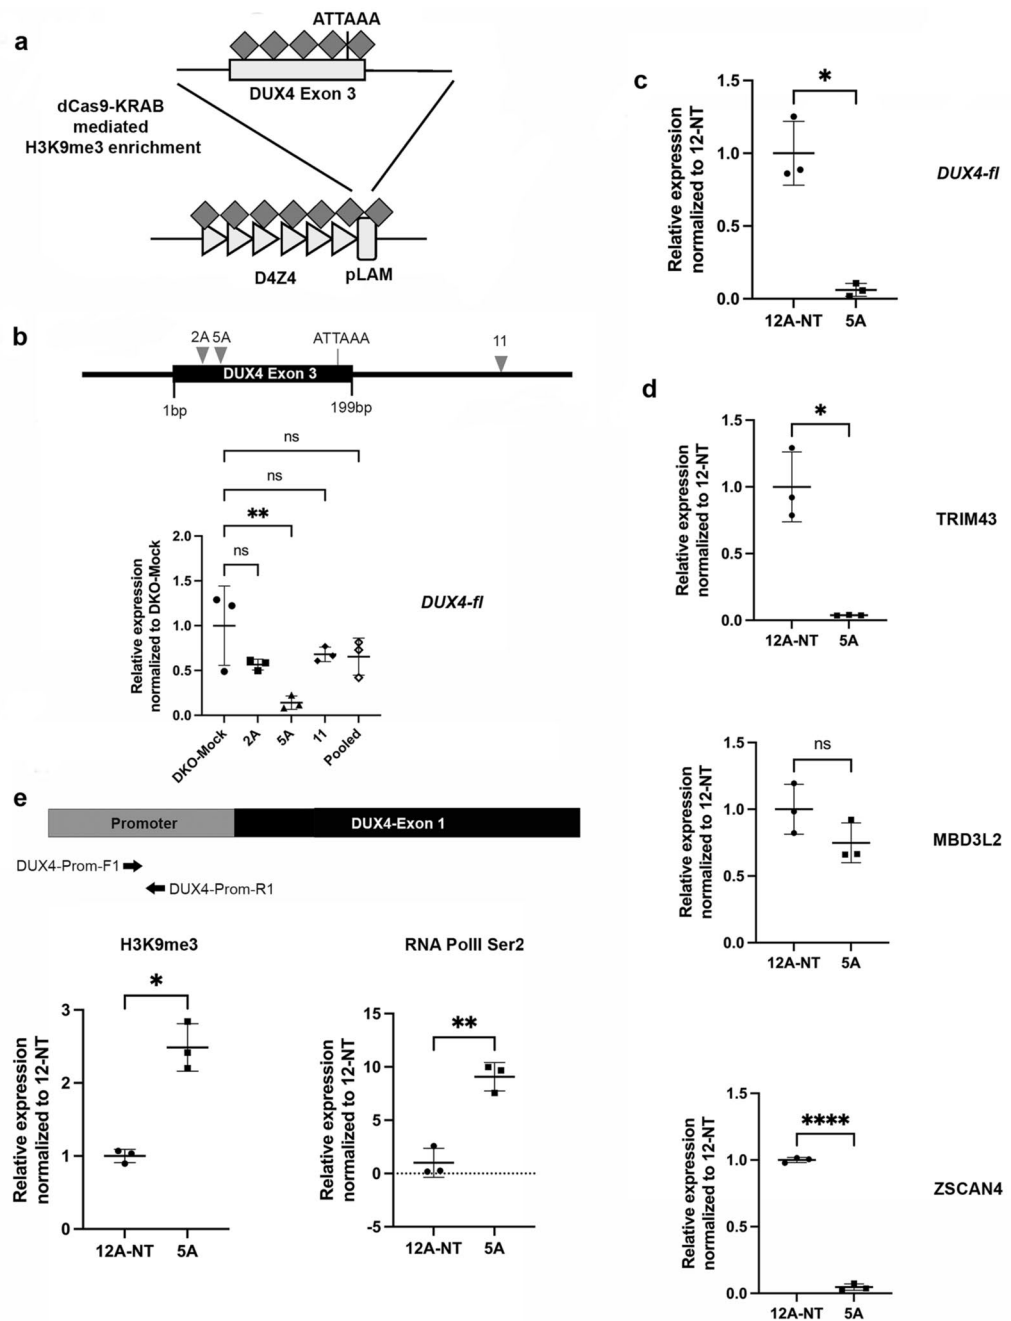 a
ATTAAA
DUX4 Exon 3
dCas9-KRAB
mediated
H3K9me3 enrichment
D4Z4
pLAM
b
2A 5A
ATTAAA
11
DUX4 Exon 3
1bp
199bp
ns
ns
**
ns
Relative expression
normalized to DKO-Mock
2.0
1.5
1.0
0.5
0.0
DKO-Mock
2A
5A
11
Pooled
DUX4-fl
c
Relative expression
normalized to 12-NT
1.5
1.0
0.5
0.0
*
12A-NT
5A
DUX4-fl
d
Relative expression
normalized to 12-NT
1.5
1.0
0.5
0.0
*
12A-NT
5A
TRIM43
Relative expression
normalized to 12-NT
1.5
1.0
0.5
0.0
ns
12A-NT
5A
MBD3L2
Relative expression
normalized to 12-NT
1.5
1.0
0.5
0.0
****
12A-NT
5A
ZSCAN4
e
Promoter
DUX4-Exon 1
DUX4-Prom-F1
DUX4-Prom-R1
H3K9me3
Relative expression
normalized to 12-NT
3
2
1
0
*
12A-NT
5A
RNA PolII Ser2
Relative expression
normalized to 12-NT
15
10
5
0
-5
**
12A-NT
5A